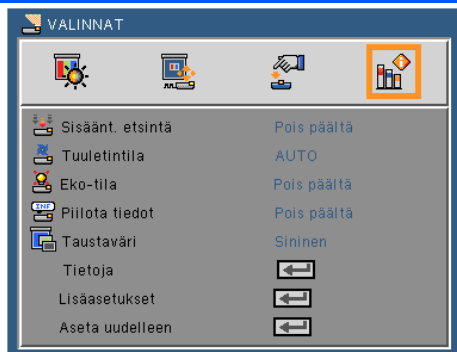 VALINNAT
Sisäänt. etsintä Pois päältä
Tuuletintila AUTO
Eko-tila Pois päältä
INF Piilota tiedot Pois päältä
Taustaväri Sininen
Tietoja
Lisäasetukset
Aseta uudelleen